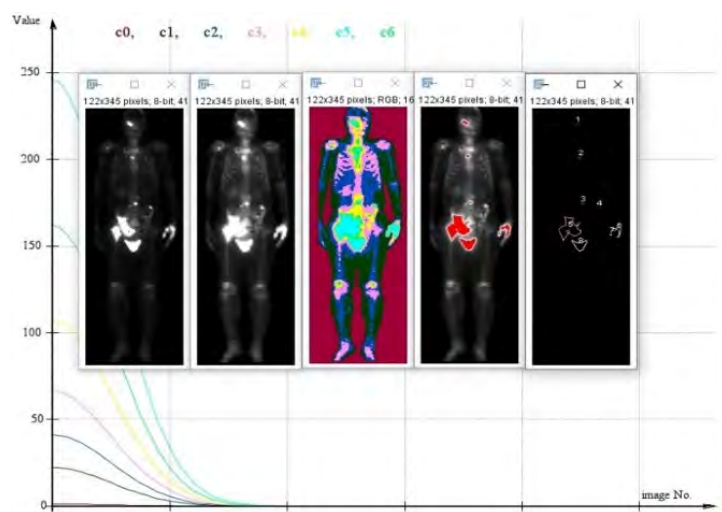 Value
c0, c1, c2, c3, c4, c5, c6
250
122x345 pixels; 8-bit; 41
122x345 pixels; 8-bit; 41
122x345 pixels; RGB; 16
122x345 pixels; 8-bit; 41
122x345 pixels; 8-bit; 41
1
200
2
3
4
150
100
50
image No.
0